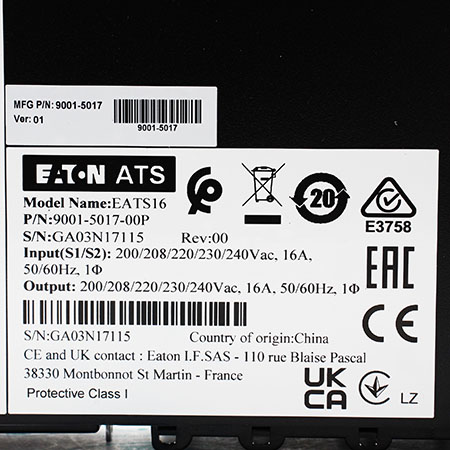 MFG P/N: 9001-5017
Ver: 01
9001-5017
EATON ATS
Model Name:EATS16
P/N:9001-5017-00P
S/N:GA03N17115 Rev:00
Input(S1/S2): 200/208/220/230/240Vac, 16A,
50/60Hz, 1Φ
Output: 200/208/220/230/240Vac, 16A, 50/60Hz, 1Φ
20
E3758
EAC
CE
S/N:GA03N17115 Country of origin:China
CE and UK contact : Eaton I.F.SAS - 110 rue Blaise Pascal
38330 Montbonnot St Martin - France
Protective Class I
UK
CA
LZ